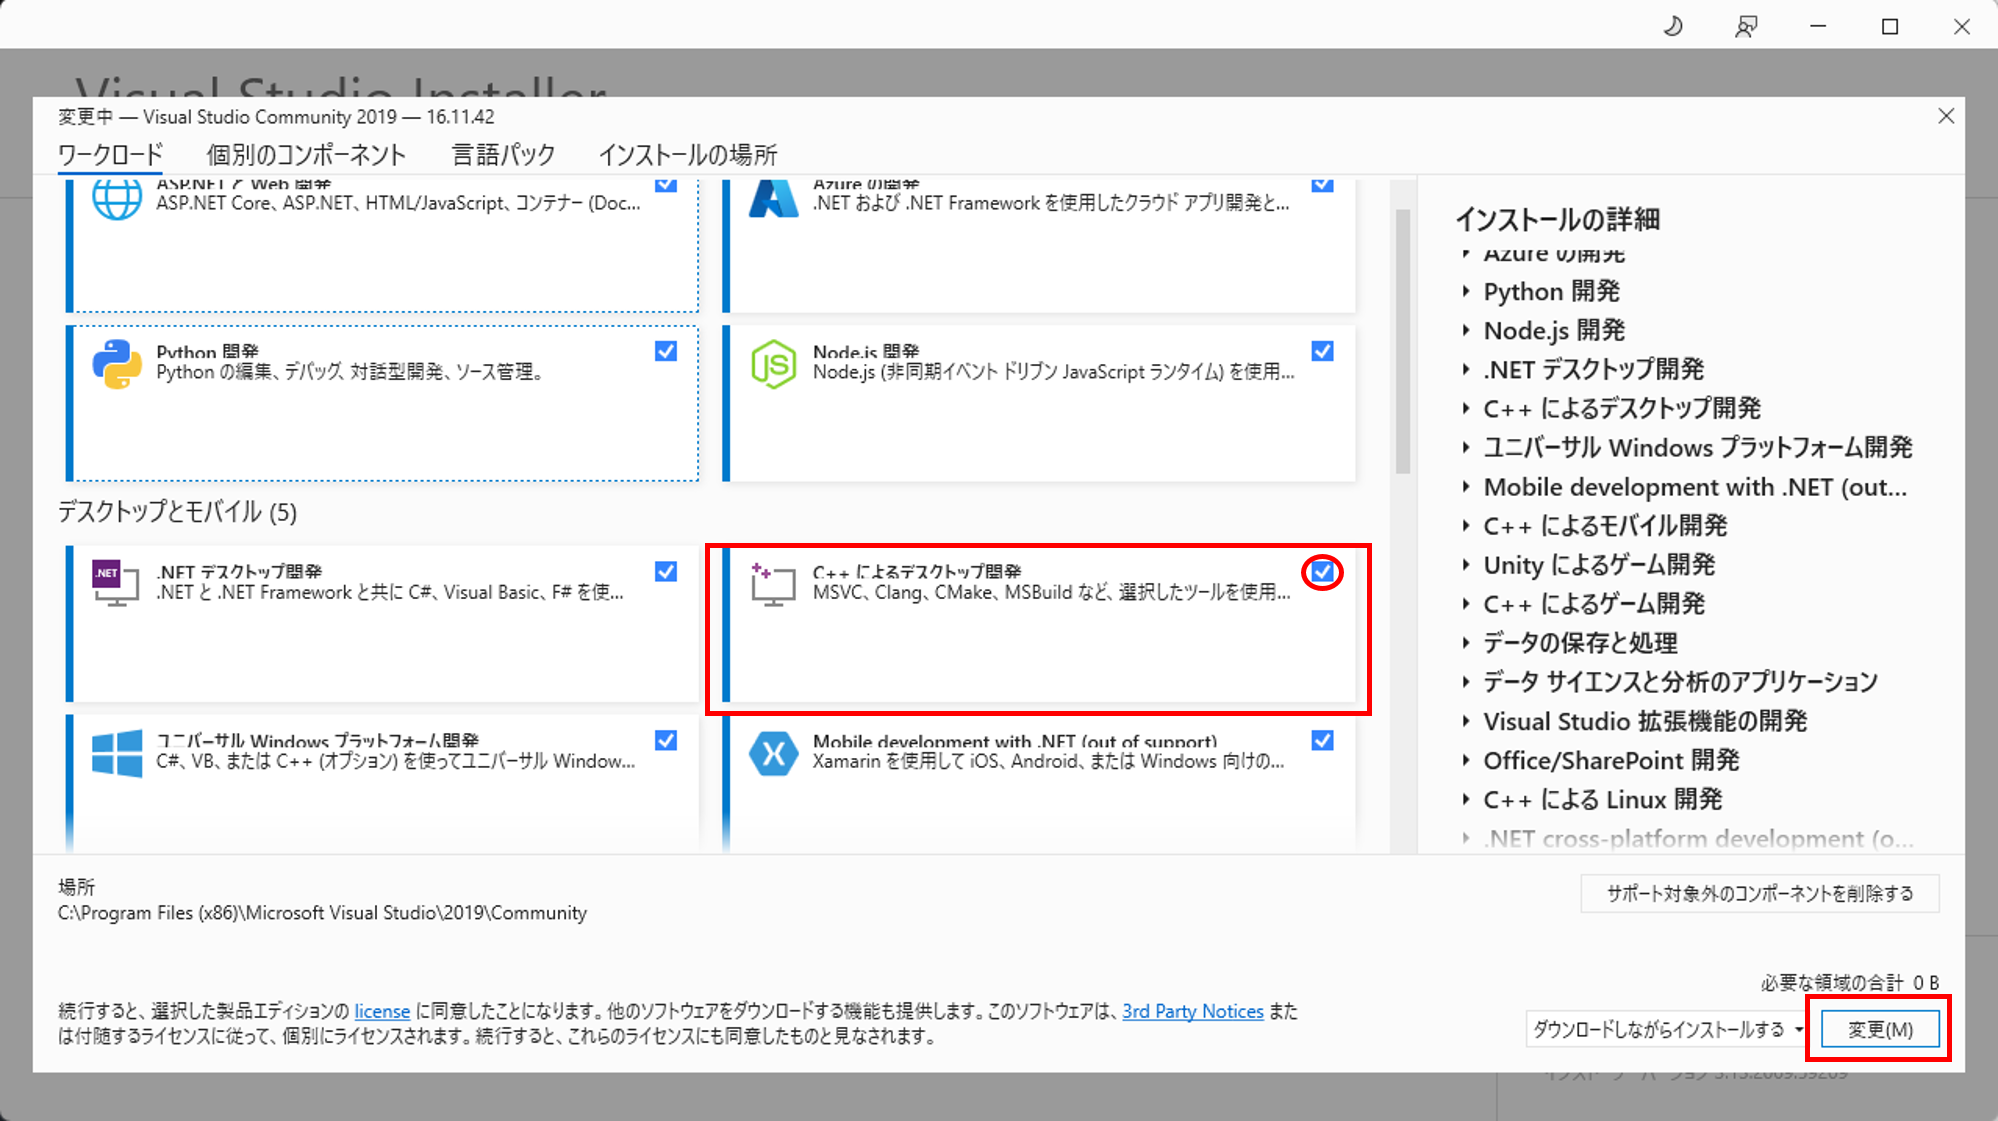 Visual Studio Installer
変更中 — Visual Studio Community 2019 — 16.11.42
ワークロード 個別のコンポーネント 言語パック インストールの場所
ASP.NET と Web 開発
ASP.NET Core、ASP.NET、HTML/JavaScript、コンテナー (Doc...
Azure の開発
.NET および .NET Framework を使用したクラウド アプリ開発と...
Python 開発
Python の編集、デバッグ、対話型開発、ソース管理。
Node.js 開発
Node.js (非同期イベント ドリブン JavaScript ランタイム) を使用...
デスクトップとモバイル (5)
.NET
.NET デスクトップ開発
.NET と .NET Framework と共に C#、Visual Basic、F# を使...
C++ によるデスクトップ開発
MSVC、Clang、CMake、MSBuild など、選択したツールを使用...
ユニバーサル Windows プラットフォーム開発
C#、VB、または C++ (オプション) を使ってユニバーサル Window...
Mobile development with .NET (out of support)
Xamarin を使用して iOS、Android、または Windows 向けの...
インストールの詳細
Azure の開発
Python 開発
Node.js 開発
.NET デスクトップ開発
C++ によるデスクトップ開発
ユニバーサル Windows プラットフォーム開発
Mobile development with .NET (out...
C++ によるモバイル開発
Unity によるゲーム開発
C++ によるゲーム開発
データの保存と処理
データ サイエンスと分析のアプリケーション
Visual Studio 拡張機能の開発
Office/SharePoint 開発
C++ による Linux 開発
.NET cross-platform development (o...
場所
C:\Program Files (x86)\Microsoft Visual Studio\2019\Community
サポート対象外のコンポーネントを削除する
必要な領域の合計 0 B
続行すると、選択した製品エディションの license に同意したことになります。他のソフトウェアをダウンロードする機能も提供します。このソフトウェアは、3rd Party Notices また
は付随するライセンスに従って、個別にライセンスされます。続行すると、これらのライセンスにも同意したものと見なされます。
ダウンロードしながらインストールする 変更(M)